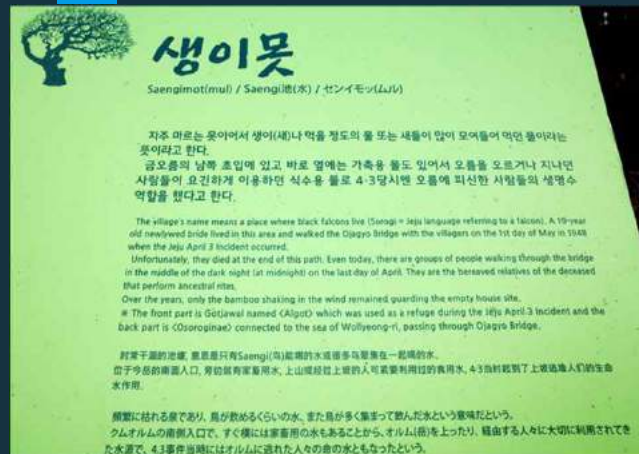 생이못
Saengimot(mul) / Saengi池(水) / センイモッ(ムル)
자주 마르는 못이어서 생이(새)나 먹을 정도의 물 또는 새들이 많이 모여들어 먹던 물이라는
뜻이라고 한다.
금오름의 남쪽 초입에 있고 바로 옆에는 가축용 물도 있어서 오름을 오르거나 지나던
사람들이 요긴하게 이용하던 식수용 물로 4·3당시엔 오름에 피신한 사람들의 생명수
역할을 했다고 한다.
The village's name means a place where black falcons live (Sorogi = Jeju language referring to a falcon). A 19-year
old newlywed bride lived in this area and walked the Ojagyo Bridge with the villagers on the 1st day of May in 1948
when the Jeju April 3 Incident occurred.
Unfortunately, they died at the end of this path. Even today, there are groups of people walking through the bridge
in the middle of the dark night (at midnight) on the last day of April. They are the bereaved relatives of the deceased
that perform ancestral rites.
Over the years, only the bamboo shaking in the wind remained guarding the empty house site.
※ The front part is Gotjawal named <Algot> which was used as a refuge during the Jeju April 3 Incident and the
back part is <Osoroginae> connected to the sea of Wollyeong-ri, passing through Ojagyo Bridge.
时常干涸的池塘, 意思是只有Saengi(鸟)能喝的水或很多鸟聚集在一起喝的水.
位于今岳的南面入口, 旁边就有家畜用水, 上山或经过上坡的人可紧要利用过的食用水, 4·3当时起到了上坡逃难人们的生命
水作用.
頻繁に枯れる泉であり、鳥が飲めるくらいの水、また鳥が多く集まって飲んだ水という意味だという。
クムオルムの南側入口で、すぐ横には家畜用の水もあることから、オルム(岳)を上ったり、経由する人々に大切に利用されてき
た水源で、4.3事件当時にはオルムに逃れた人々の命の水ともなったという。